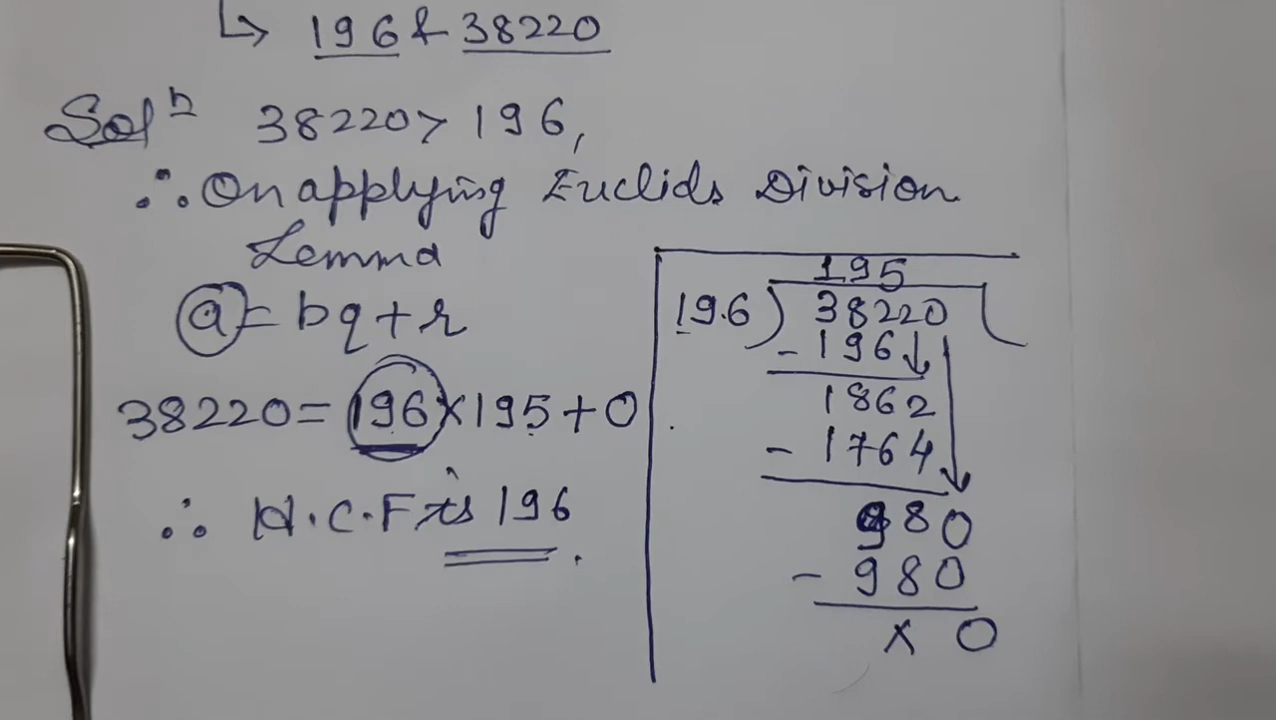 ↳ 196 & 38220
Solⁿ 38220 > 196,
∴ On applying Euclids Division
Lemma
a = bq + r
38220 = 196 × 195 + 0
∴ H.C.F is 196.
195
196 ) 38220 (
- 196↓
1862
- 1764
980
- 980
× 0